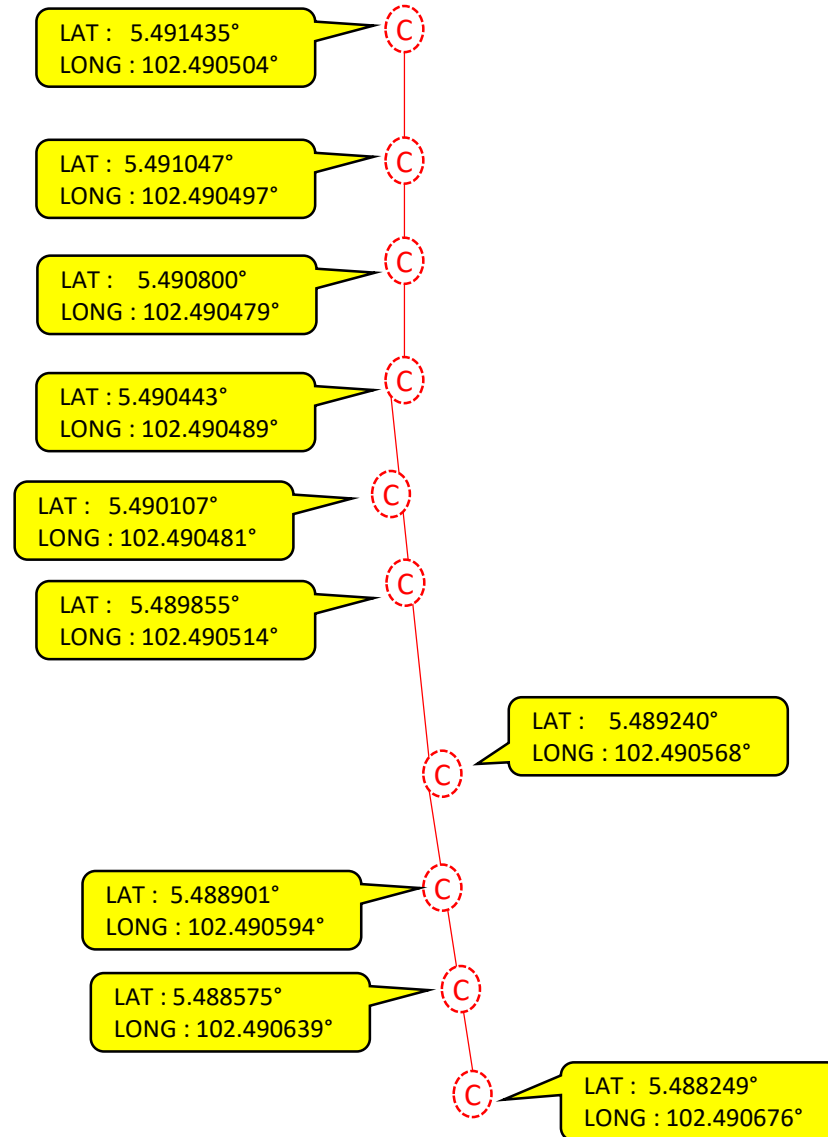 LAT : 5.491435°
LONG : 102.490504°
C
LAT : 5.491047°
LONG : 102.490497°
C
LAT : 5.490800°
LONG : 102.490479°
C
LAT : 5.490443°
LONG : 102.490489°
C
LAT : 5.490107°
LONG : 102.490481°
C
LAT : 5.489855°
LONG : 102.490514°
C
LAT : 5.489240°
LONG : 102.490568°
C
LAT : 5.488901°
LONG : 102.490594°
C
LAT : 5.488575°
LONG : 102.490639°
C
LAT : 5.488249°
LONG : 102.490676°
C